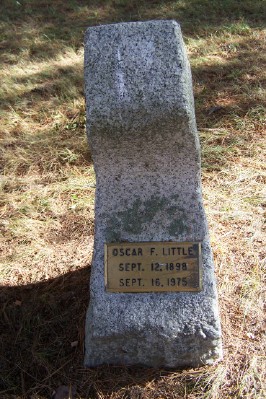 OSCAR F. LITTLE
SEPT. 12, 1898
SEPT. 16, 1975